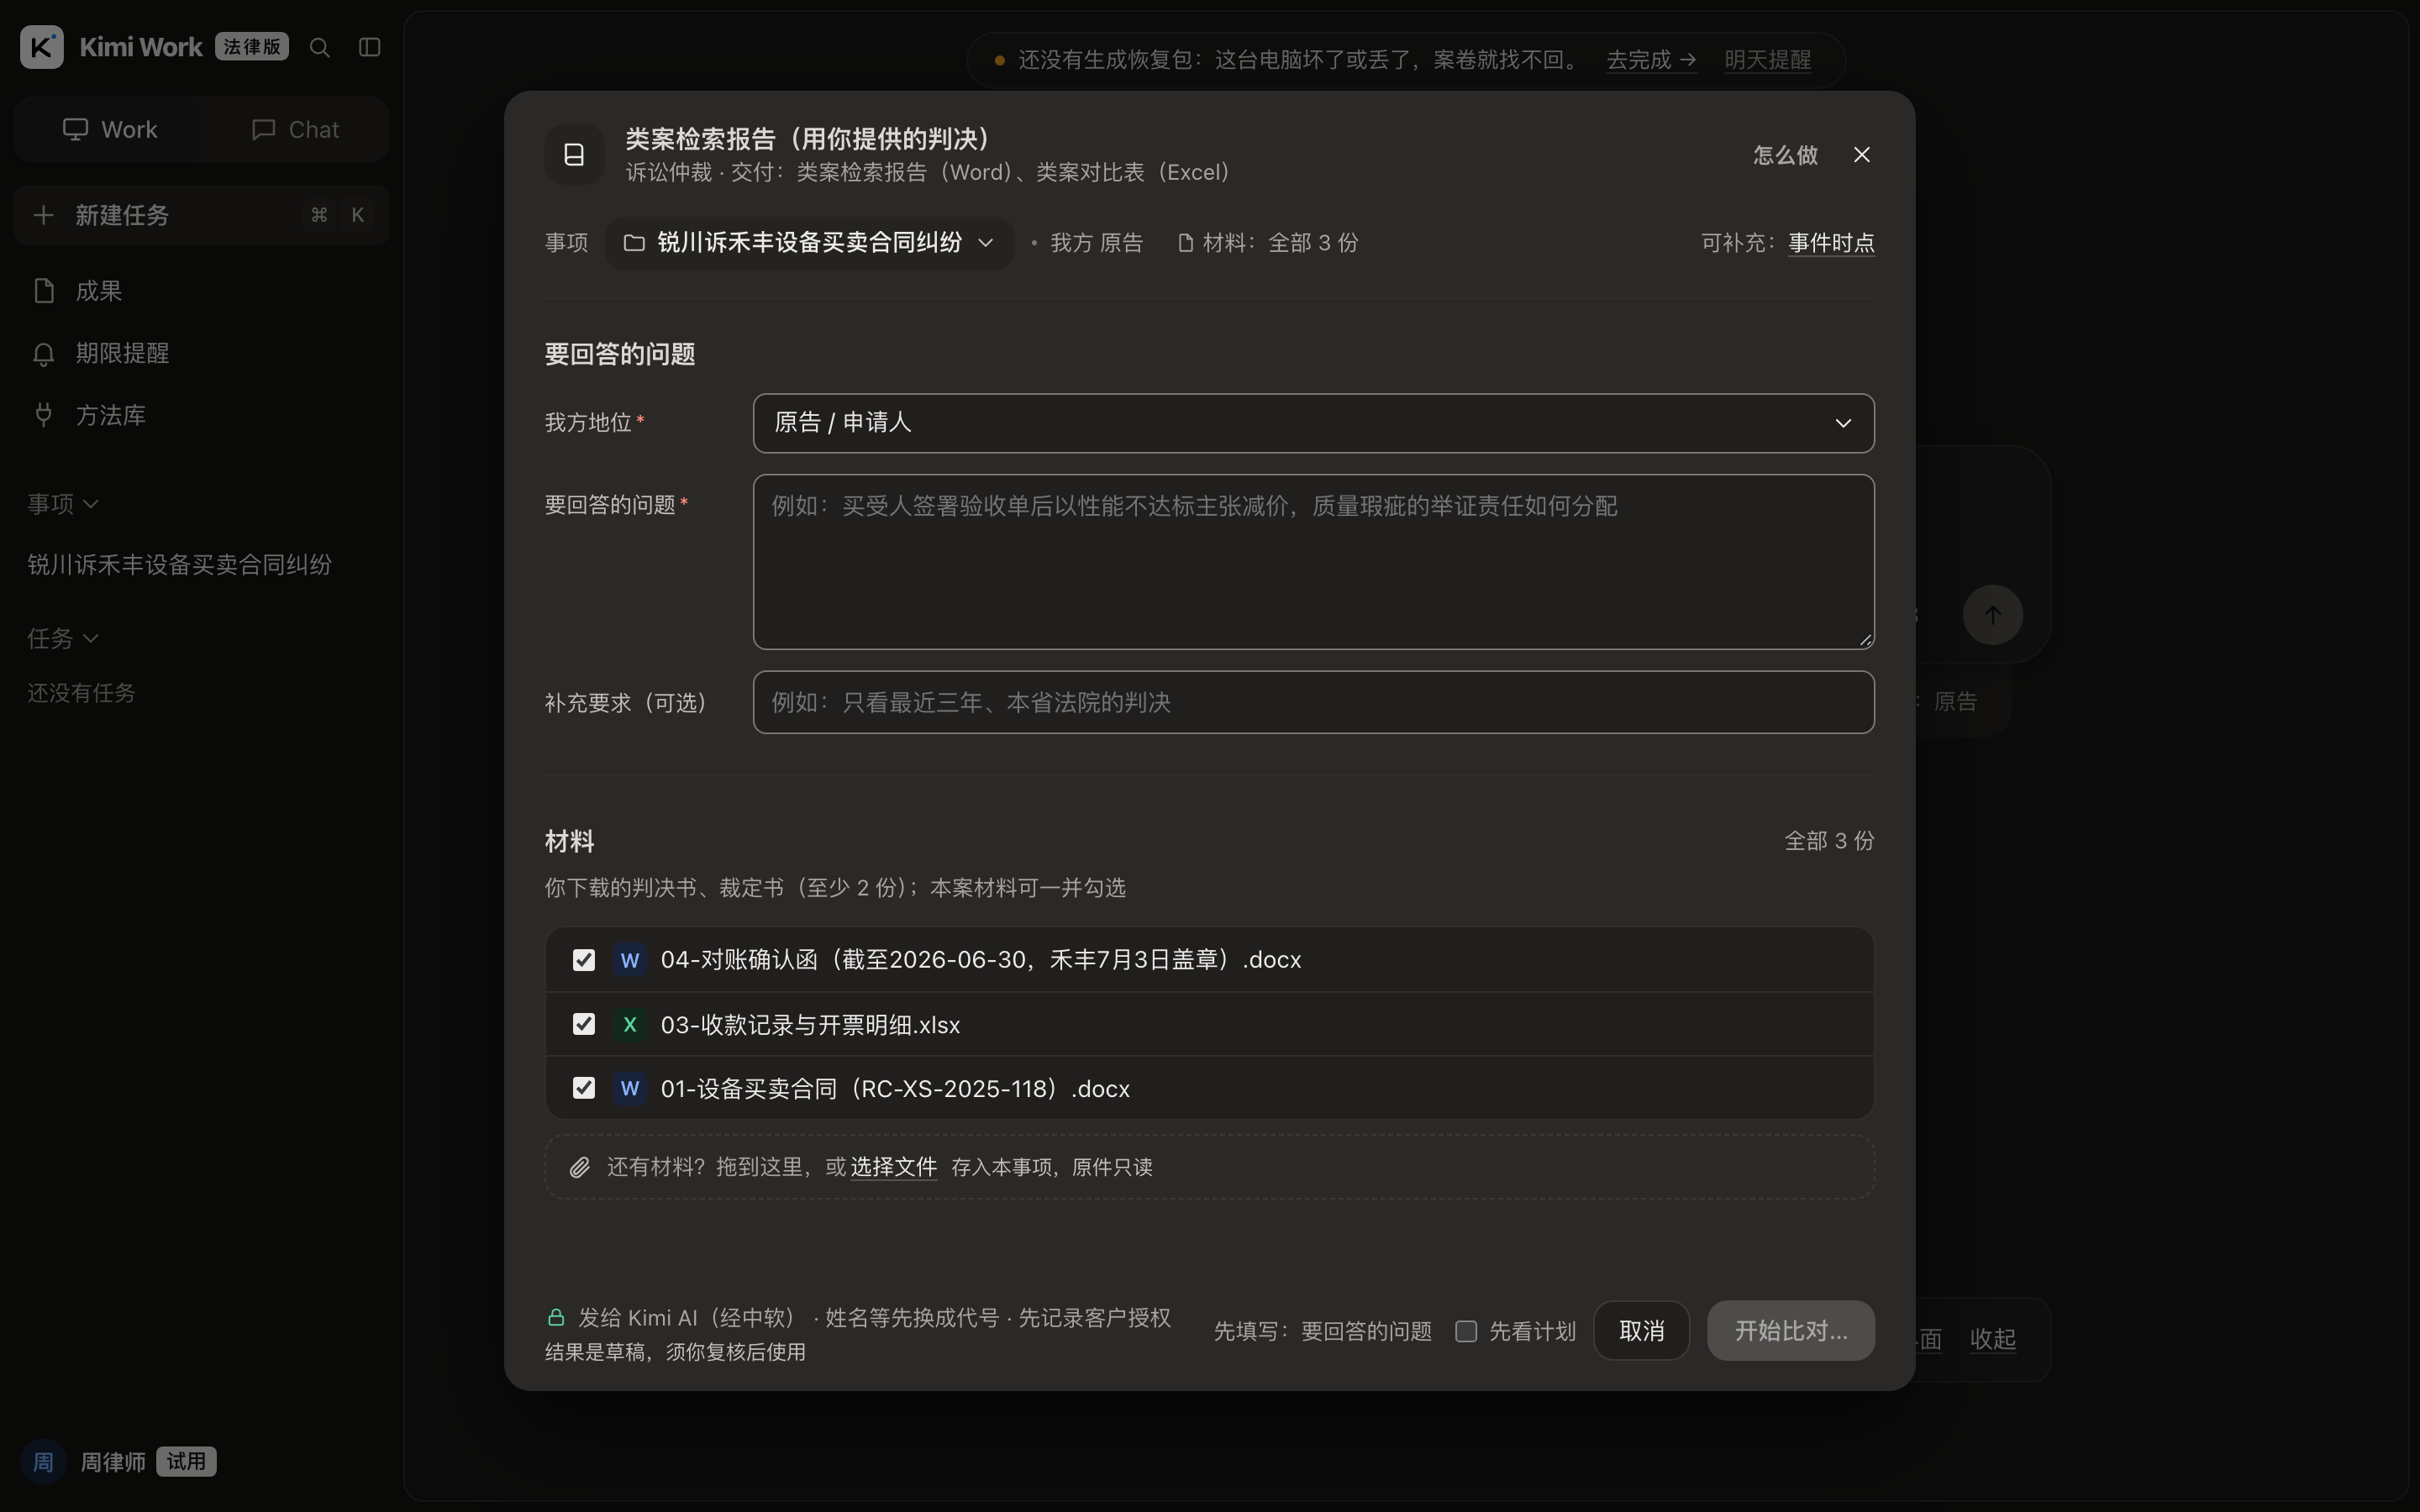 Kimi Work 法律版
Work
Chat
新建任务 ⌘ K
成果
期限提醒
方法库
事项
锐川诉禾丰设备买卖合同纠纷
任务
还没有任务
周 周律师 试用
还没有生成恢复包：这台电脑坏了或丢了，案卷就找不回。 去完成 → 明天提醒
类案检索报告（用你提供的判决）
诉讼仲裁 · 交付：类案检索报告（Word）、类案对比表（Excel）
怎么做
事项 锐川诉禾丰设备买卖合同纠纷 • 我方 原告 材料：全部 3 份 可补充：事件时点
要回答的问题
我方地位* 原告 / 申请人
要回答的问题* 例如：买受人签署验收单后以性能不达标主张减价，质量瑕疵的举证责任如何分配
补充要求（可选） 例如：只看最近三年、本省法院的判决
材料 全部 3 份
你下载的判决书、裁定书（至少 2 份）；本案材料可一并勾选
W 04-对账确认函（截至2026-06-30，禾丰7月3日盖章）.docx
X 03-收款记录与开票明细.xlsx
W 01-设备买卖合同（RC-XS-2025-118）.docx
还有材料？拖到这里，或选择文件 存入本事项，原件只读
发给 Kimi AI（经中软） · 姓名等先换成代号 · 先记录客户授权
结果是草稿，须你复核后使用
先填写：要回答的问题 先看计划 取消 开始比对...
：原告
面 收起